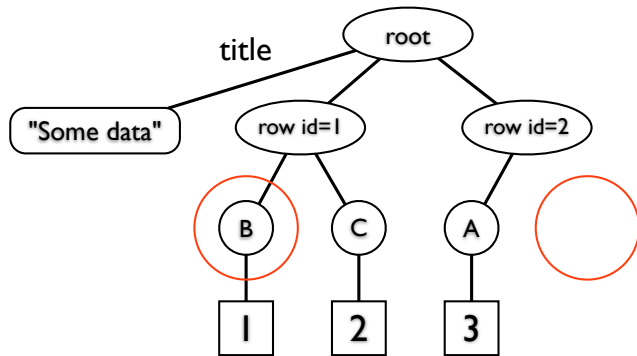 root
title
"Some data"
row id=1
row id=2
B
C
A
1
2
3